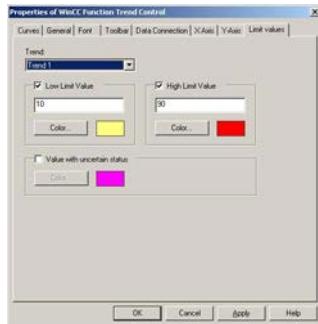 Properties of WinCC Function Trend Control
Curves General Font Toolbar Data Connection X Axis Y-Axis Limit values
Trend:
Trend 1
Low Limit Value High Limit Value
10 90
Color... Color...
Value with uncertain status
Color...
OK Cancel Apply Help